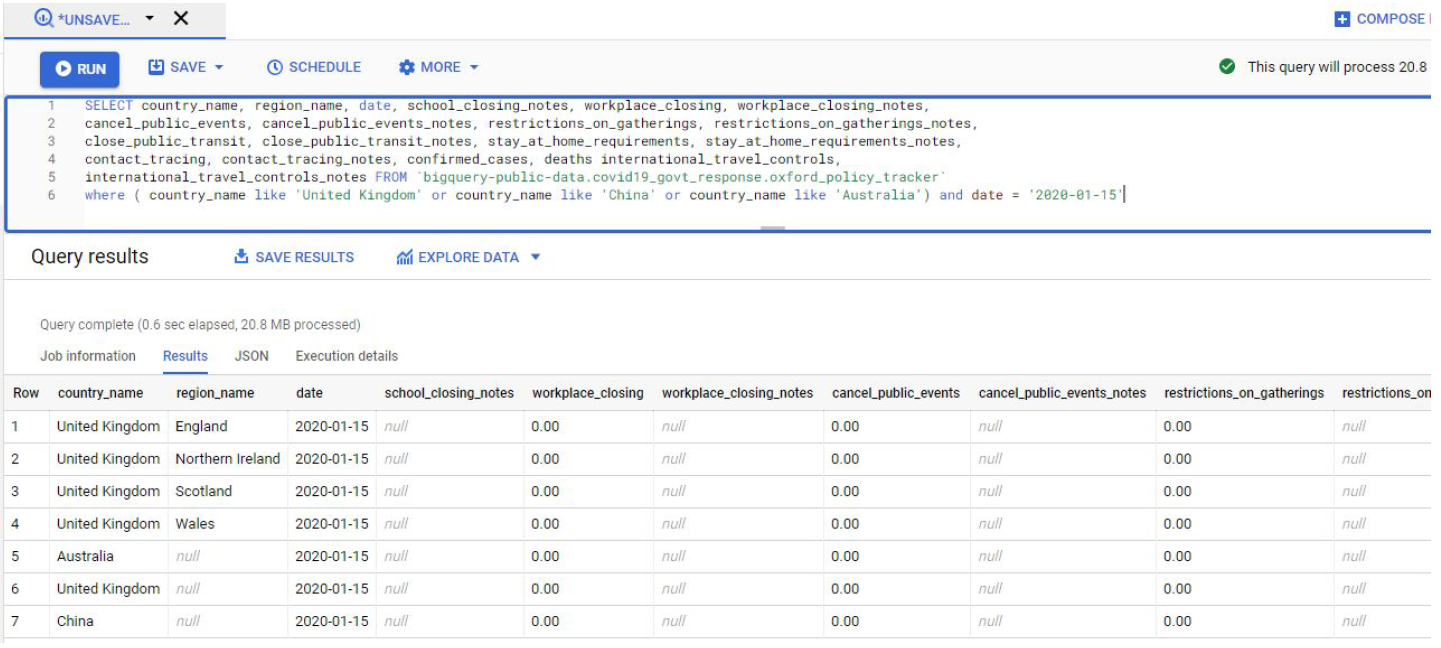 *UNSAVE...
COMPOSE
RUN SAVE SCHEDULE MORE This query will process 20.8
1 SELECT country_name, region_name, date, school_closing_notes, workplace_closing, workplace_closing_notes,
2 cancel_public_events, cancel_public_events_notes, restrictions_on_gatherings, restrictions_on_gatherings_notes,
3 close_public_transit, close_public_transit_notes, stay_at_home_requirements, stay_at_home_requirements_notes,
4 contact_tracing, contact_tracing_notes, confirmed_cases, deaths international_travel_controls,
5 international_travel_controls_notes FROM `bigquery-public-data.covid19_govt_response.oxford_policy_tracker`
6 where ( country_name like 'United Kingdom' or country_name like 'China' or country_name like 'Australia') and date = '2020-01-15'
Query results SAVE RESULTS EXPLORE DATA
Query complete (0.6 sec elapsed, 20.8 MB processed)
Job information Results JSON Execution details
Row country_name region_name date school_closing_notes workplace_closing workplace_closing_notes cancel_public_events cancel_public_events_notes restrictions_on_gatherings restrictions_on
1 United Kingdom England 2020-01-15 null 0.00 null 0.00 null 0.00 null
2 United Kingdom Northern Ireland 2020-01-15 null 0.00 null 0.00 null 0.00 null
3 United Kingdom Scotland 2020-01-15 null 0.00 null 0.00 null 0.00 null
4 United Kingdom Wales 2020-01-15 null 0.00 null 0.00 null 0.00 null
5 Australia null 2020-01-15 null 0.00 null 0.00 null 0.00 null
6 United Kingdom null 2020-01-15 null 0.00 null 0.00 null 0.00 null
7 China null 2020-01-15 null 0.00 null 0.00 null 0.00 null